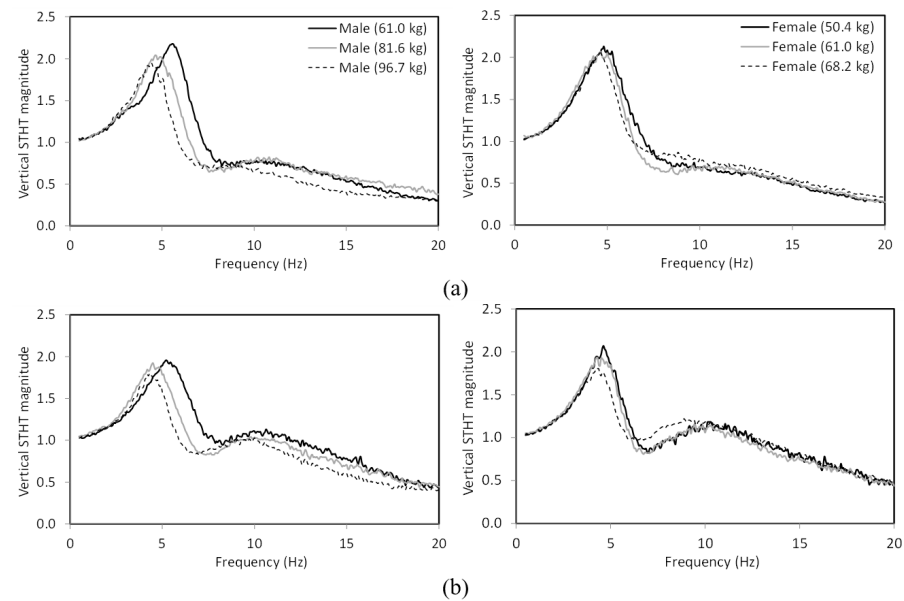 2.5
2.0
1.5
1.0
0.5
0.0
Vertical STHT magnitude
Male (61.0 kg)
Male (81.6 kg)
Male (96.7 kg)
0 5 10 15 20
Frequency (Hz)
2.5
2.0
1.5
1.0
0.5
0.0
Vertical STHT magnitude
Female (50.4 kg)
Female (61.0 kg)
Female (68.2 kg)
0 5 10 15 20
Frequency (Hz)
(a)
2.5
2.0
1.5
1.0
0.5
0.0
Vertical STHT magnitude
0 5 10 15 20
Frequency (Hz)
2.5
2.0
1.5
1.0
0.5
0.0
Vertical STHT magnitude
0 5 10 15 20
Frequency (Hz)
(b)